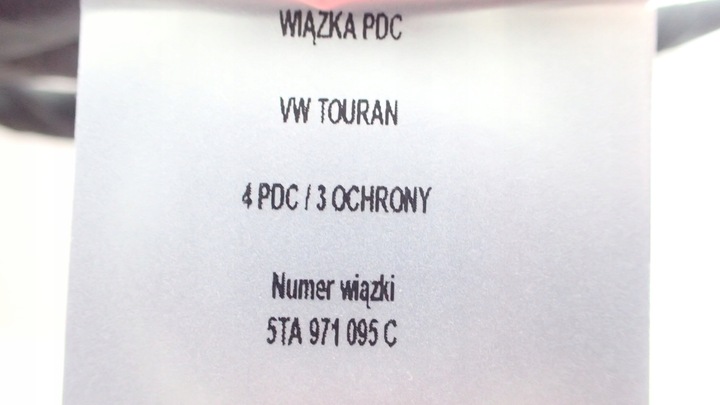 WIĄZKA PDC
VW TOURAN
4 PDC / 3 OCHRONY
Numer wiązki
5TA 971 095 C